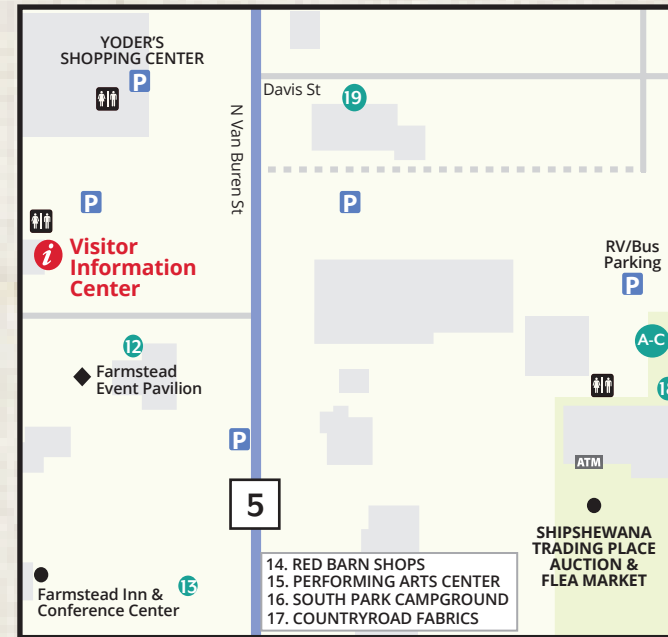 YODER'S
SHOPPING CENTER
P
Davis St
19
N Van Buren St
P
P
i Visitor
Information
Center
RV/Bus
Parking
P
A-C
12
Farmstead
Event Pavilion
18
P
ATM
5
SHIPSHEWANA
TRADING PLACE
AUCTION &
FLEA MARKET
14. RED BARN SHOPS
15. PERFORMING ARTS CENTER
16. SOUTH PARK CAMPGROUND
17. COUNTRYROAD FABRICS
13
Farmstead Inn &
Conference Center